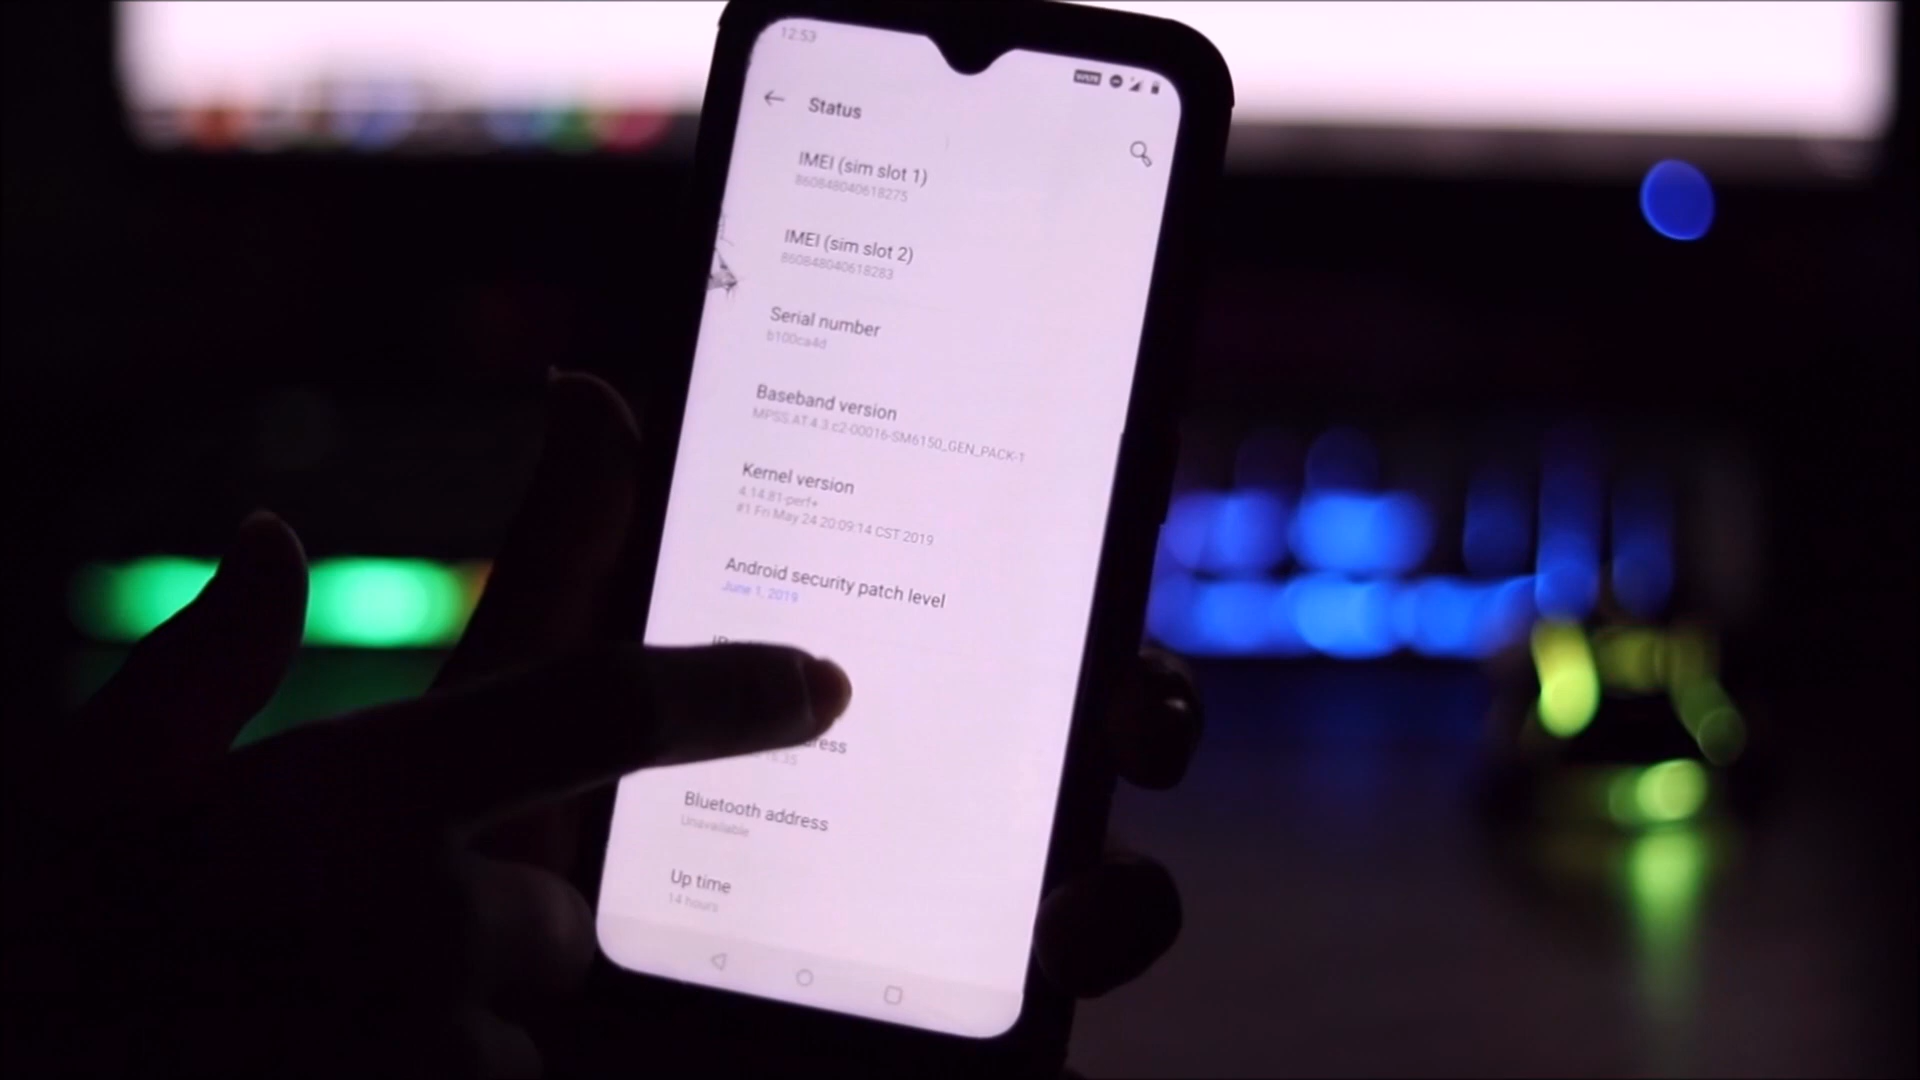 12:53
VoLTE
Status
IMEI (sim slot 1)
860848040618275
IMEI (sim slot 2)
860848040618283
Serial number
b100ca4d
Baseband version
MPSS.AT.4.3.c2-00016-SM6150_GEN_PACK-1
Kernel version
4.14.81-perf+
#1 Fri May 24 20:09:14 CST 2019
Android security patch level
June 1, 2019
Bluetooth address
Unavailable
Up time
14 hours